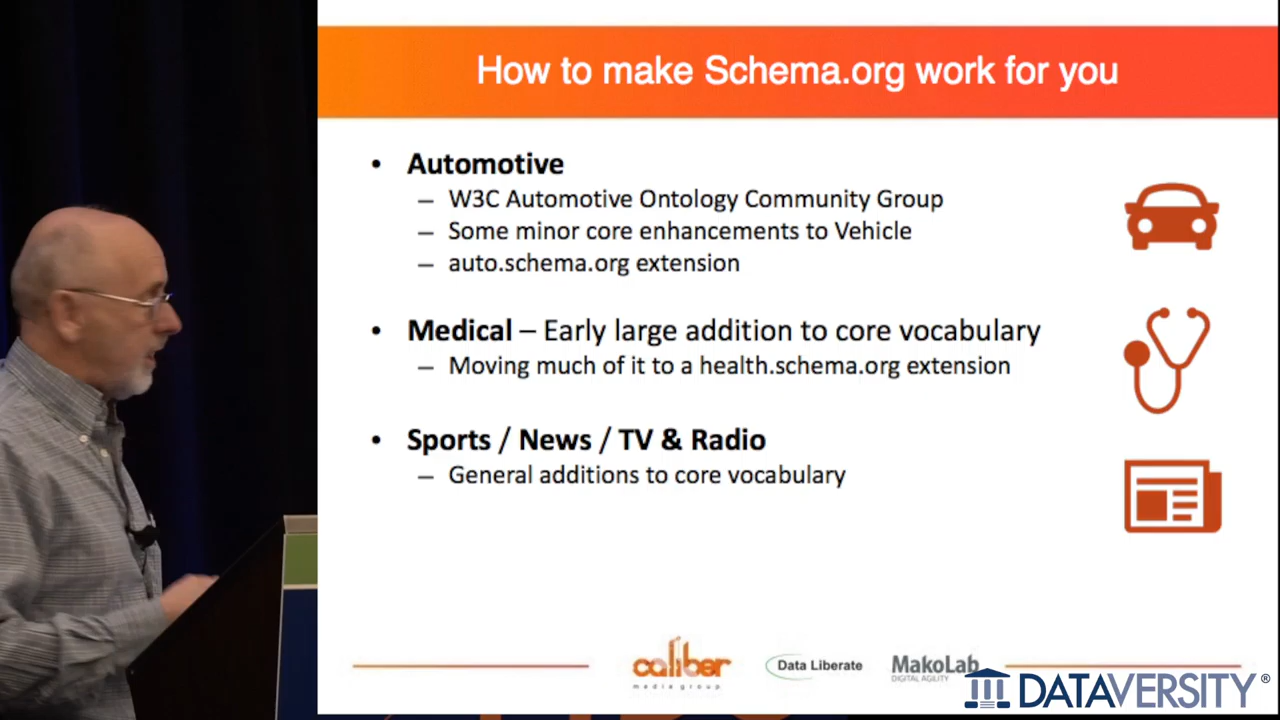 How to make Schema.org work for you
• Automotive
– W3C Automotive Ontology Community Group
– Some minor core enhancements to Vehicle
– auto.schema.org extension
• Medical – Early large addition to core vocabulary
– Moving much of it to a health.schema.org extension
• Sports / News / TV & Radio
– General additions to core vocabulary
caliber
media group
Data Liberate
MakoLab
DIGITAL AGILITY
DATAVERSITY®